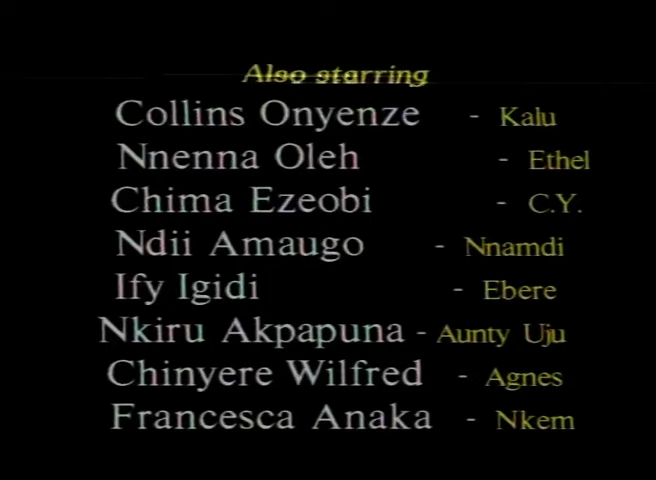 Also starring
Collins Onyenze - Kalu
Nnenna Oleh - Ethel
Chima Ezeobi - C.Y.
Ndii Amaugo - Nnamdi
Ify Igidi - Ebere
Nkiru Akpapuna - Aunty Uju
Chinyere Wilfred - Agnes
Francesca Anaka - Nkem